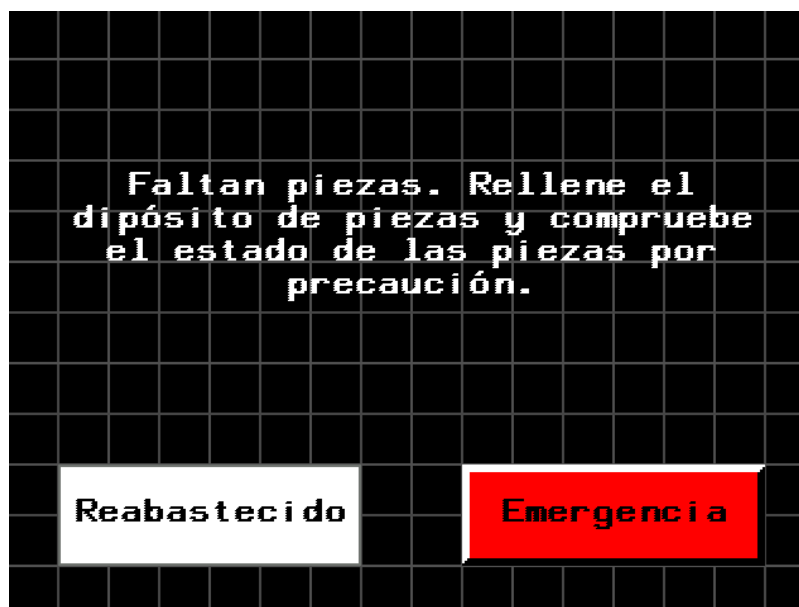 Faltan piezas. Rellene el
dipósito de piezas y compruebe
el estado de las piezas por
precaución.
Reabastecido
Emergencia